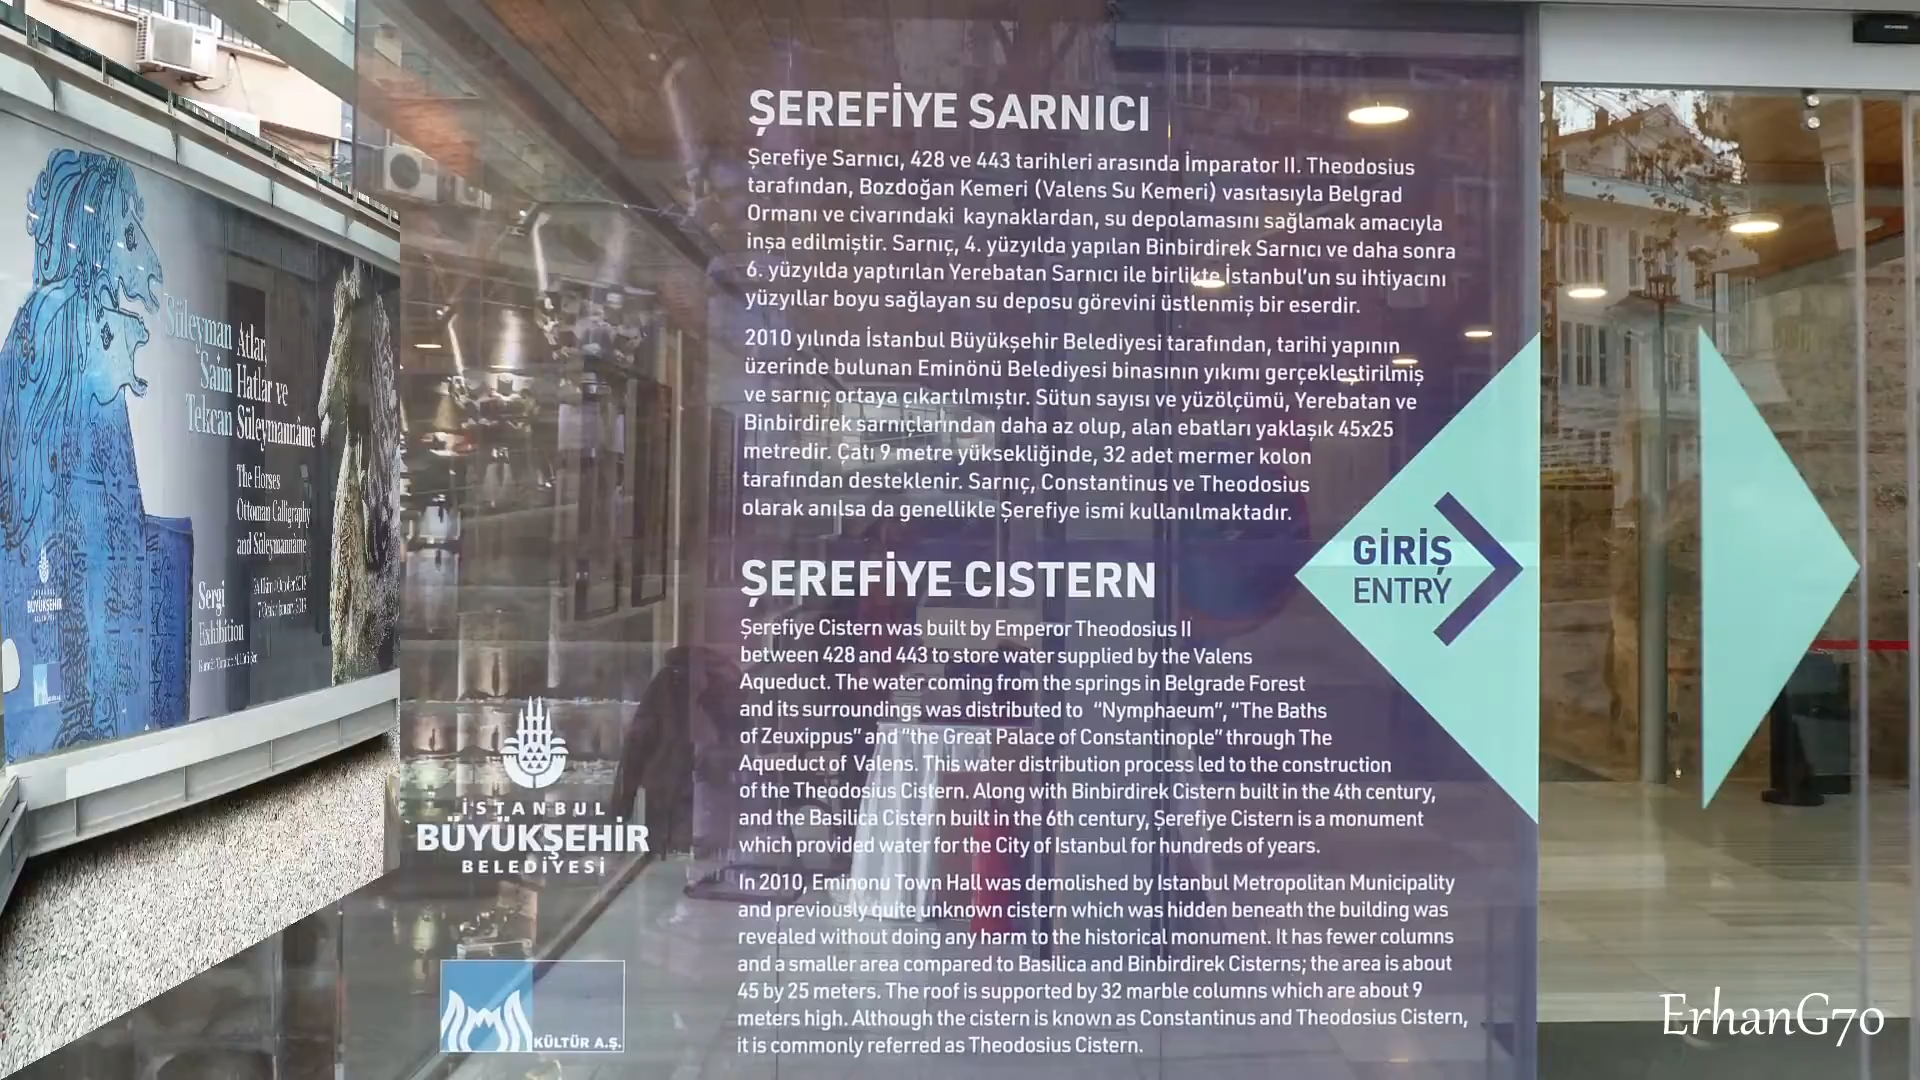 ŞEREFİYE SARNICI
Şerefiye Sarnıcı, 428 ve 443 tarihleri arasında İmparator II. Theodosius
tarafından, Bozdoğan Kemeri (Valens Su Kemeri) vasıtasıyla Belgrad
Ormanı ve civarındaki kaynaklardan, su depolamasını sağlamak amacıyla
inşa edilmiştir. Sarnıç, 4. yüzyılda yapılan Binbirdirek Sarnıcı ve daha sonra
6. yüzyılda yaptırılan Yerebatan Sarnıcı ile birlikte İstanbul'un su ihtiyacını
yüzyıllar boyu sağlayan su deposu görevini üstlenmiş bir eserdir.
2010 yılında İstanbul Büyükşehir Belediyesi tarafından, tarihi yapının
üzerinde bulunan Eminönü Belediyesi binasının yıkımı gerçekleştirilmiş
ve sarnıç ortaya çıkartılmıştır. Sütun sayısı ve yüzölçümü, Yerebatan ve
Binbirdirek sarnıçlarından daha az olup, alan ebatları yaklaşık 45x25
metredir. Çatı 9 metre yüksekliğinde, 32 adet mermer kolon
tarafından desteklenir. Sarnıç, Constantinus ve Theodosius
olarak anılsa da genellikle Şerefiye ismi kullanılmaktadır.
ŞEREFİYE CISTERN
Şerefiye Cistern was built by Emperor Theodosius II
between 428 and 443 to store water supplied by the Valens
Aqueduct. The water coming from the springs in Belgrade Forest
and its surroundings was distributed to "Nymphaeum", "The Baths
of Zeuxippus" and "the Great Palace of Constantinople" through The
Aqueduct of Valens. This water distribution process led to the construction
of the Theodosius Cistern. Along with Binbirdirek Cistern built in the 4th century,
and the Basilica Cistern built in the 6th century, Şerefiye Cistern is a monument
which provided water for the City of Istanbul for hundreds of years.
In 2010, Eminonu Town Hall was demolished by Istanbul Metropolitan Municipality
and previously quite unknown cistern which was hidden beneath the building was
revealed without doing any harm to the historical monument. It has fewer columns
and a smaller area compared to Basilica and Binbirdirek Cisterns; the area is about
45 by 25 meters. The roof is supported by 32 marble columns which are about 9
meters high. Although the cistern is known as Constantinus and Theodosius Cistern,
it is commonly referred as Theodosius Cistern.
GİRİŞ
ENTRY
İSTANBUL
BÜYÜKŞEHİR
BELEDİYESİ
KÜLTÜR A.Ş.
Süleyman
Saim
Tekcan
Atlar,
Hatlar ve
Süleymannâme
The Horses
Ottoman Calligraphy
and Süleymannâme
Sergi
Exhibition
BÜYÜKŞEHİR
ErhanG70